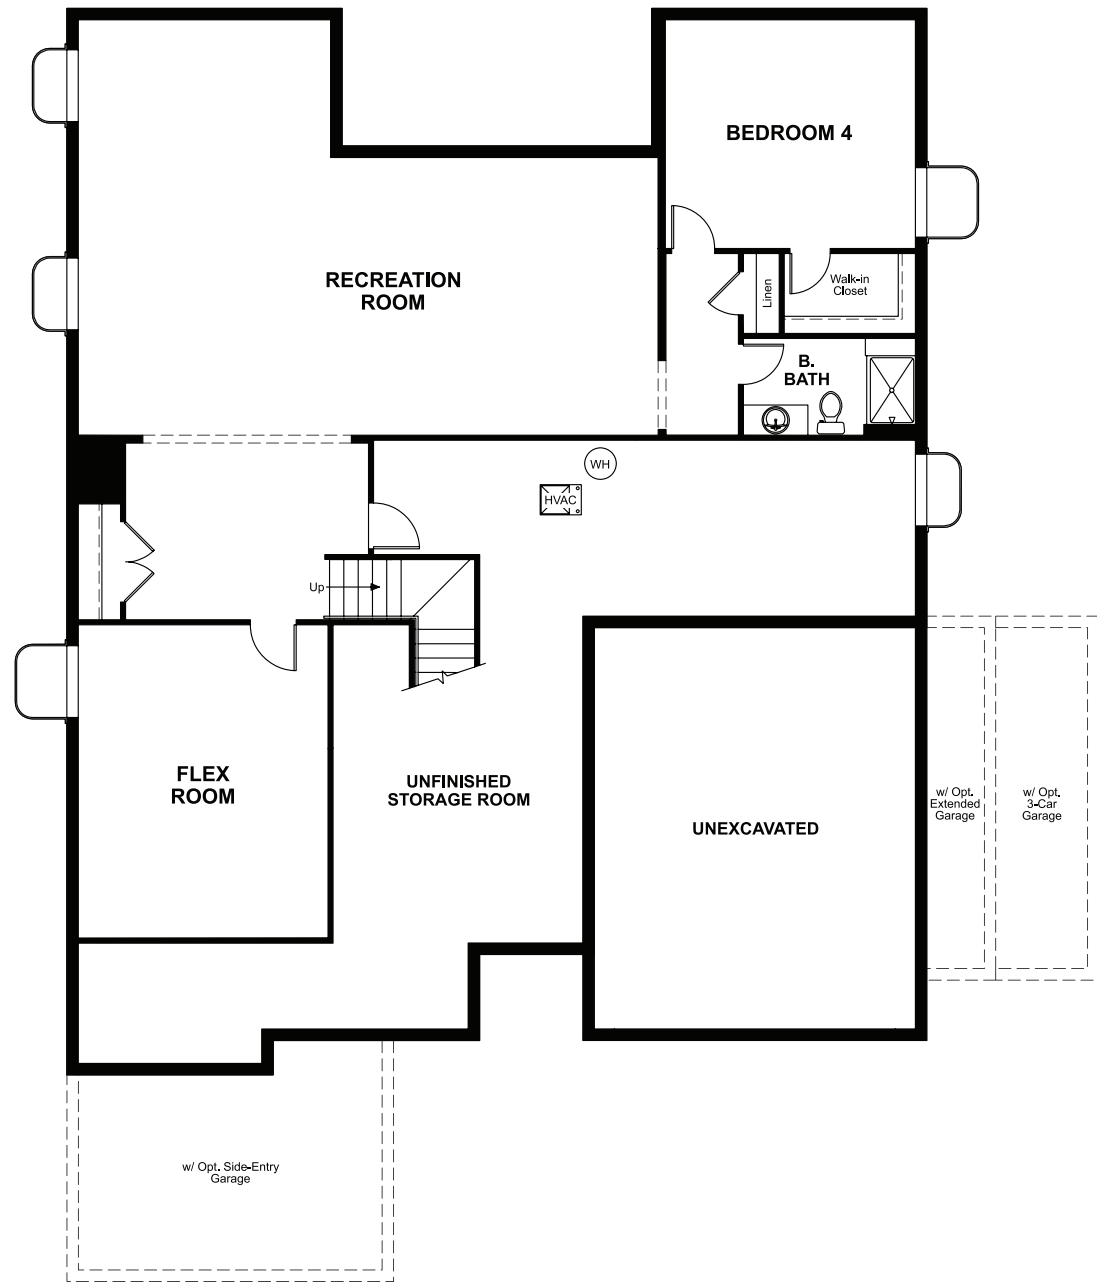 BEDROOM 4
RECREATION
ROOM
Linen
Walk-in
Closet
B.
BATH
WH
HVAC
Up
FLEX
ROOM
UNFINISHED
STORAGE ROOM
UNEXCAVATED
w/ Opt.
Extended
Garage
w/ Opt.
3-Car
Garage
w/ Opt. Side-Entry
Garage